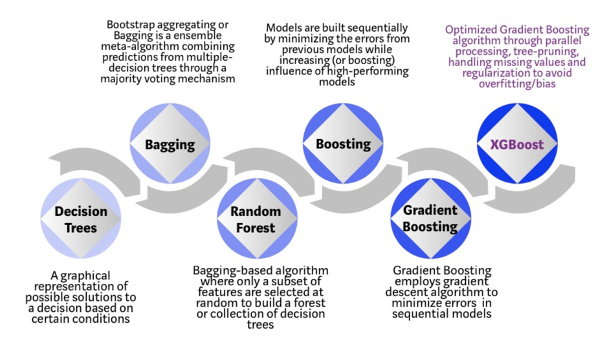 Bootstrap aggregating or
Bagging is a ensemble
meta-algorithm combining
predictions from multiple-
decision trees through a
majority voting mechanism
Models are built sequentially
by minimizing the errors from
previous models while
increasing (or boosting)
influence of high-performing
models
Optimized Gradient Boosting
algorithm through parallel
processing, tree-pruning,
handling missing values and
regularization to avoid
overfitting/bias
Bagging
Boosting
XGBoost
Decision
Trees
Random
Forest
Gradient
Boosting
A graphical
representation of
possible solutions to
a decision based on
certain conditions
Bagging-based algorithm
where only a subset of
features are selected at
random to build a forest
or collection of decision
trees
Gradient Boosting
employs gradient
descent algorithm to
minimize errors in
sequential models